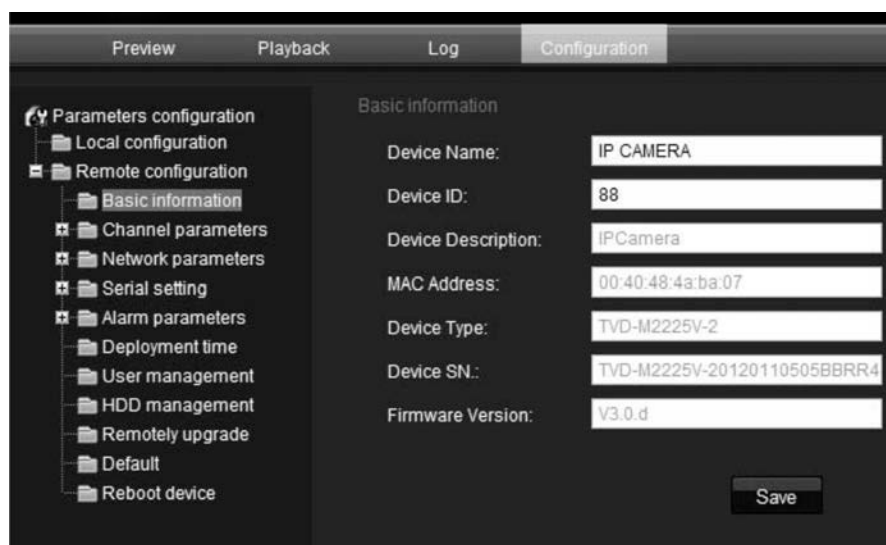 Preview Playback Log Configuration
Parameters configuration
Local configuration
Remote configuration
Basic information
Channel parameters
Network parameters
Serial setting
Alarm parameters
Deployment time
User management
HDD management
Remotely upgrade
Default
Reboot device
Basic information
Device Name: IP CAMERA
Device ID: 88
Device Description: IPCamera
MAC Address: 00:40:48:4a:ba:07
Device Type: TVD-M2225V-2
Device SN.: TVD-M2225V-20120110505BBRR4
Firmware Version: V3.0.d
Save